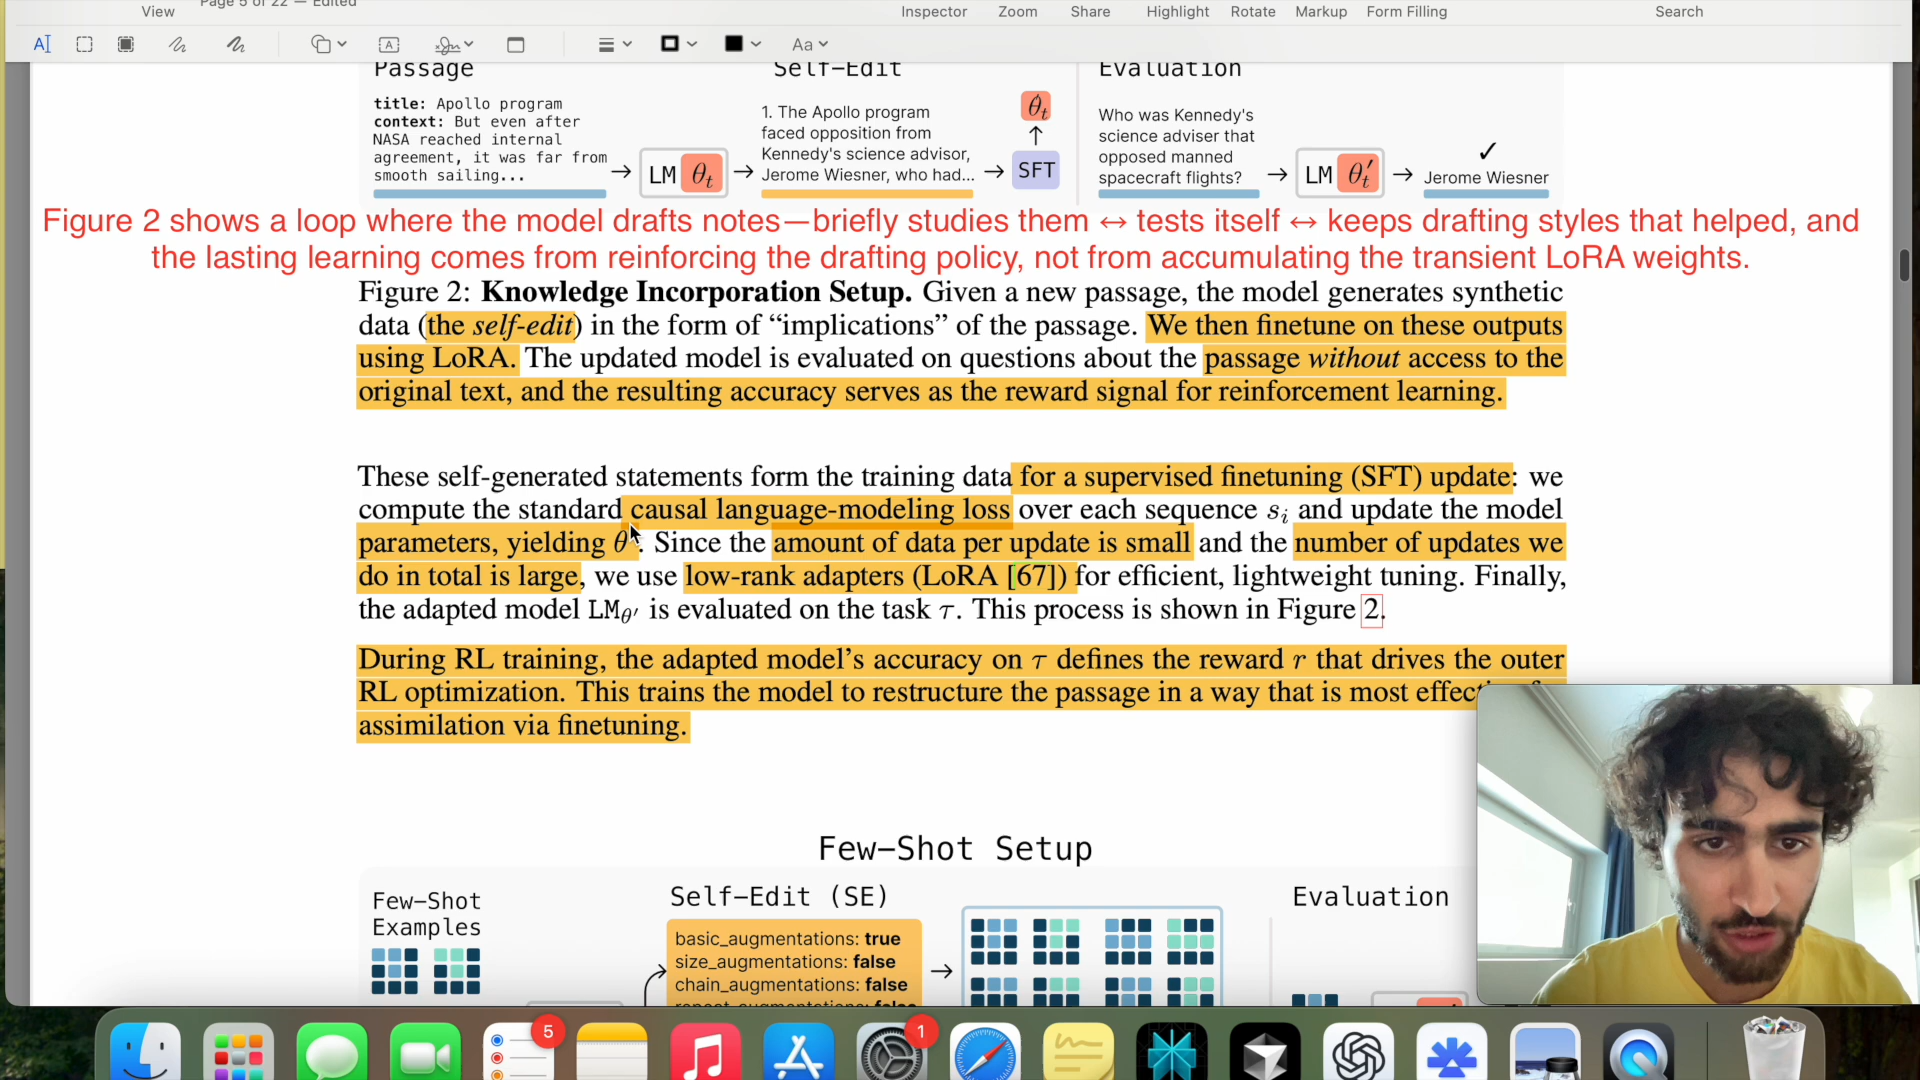 Page 5 of 22 — Edited
View
Inspector
Zoom
Share
Highlight
Rotate
Markup
Form Filling
Search
Aa
Passage
title: Apollo program
context: But even after
NASA reached internal
agreement, it was far from
smooth sailing...
LM θt
Self-Edit
1. The Apollo program
faced opposition from
Kennedy's science advisor,
Jerome Wiesner, who had...
θt
SFT
Evaluation
Who was Kennedy's
science adviser that
opposed manned
spacecraft flights?
LM θ′t
✓
Jerome Wiesner
Figure 2 shows a loop where the model drafts notes—briefly studies them ↔ tests itself ↔ keeps drafting styles that helped, and
the lasting learning comes from reinforcing the drafting policy, not from accumulating the transient LoRA weights.
Figure 2: Knowledge Incorporation Setup. Given a new passage, the model generates synthetic
data (the self-edit) in the form of “implications” of the passage. We then finetune on these outputs
using LoRA. The updated model is evaluated on questions about the passage without access to the
original text, and the resulting accuracy serves as the reward signal for reinforcement learning.
These self-generated statements form the training data for a supervised finetuning (SFT) update: we
compute the standard causal language-modeling loss over each sequence si and update the model
parameters, yielding θ. Since the amount of data per update is small and the number of updates we
do in total is large, we use low-rank adapters (LoRA [67]) for efficient, lightweight tuning. Finally,
the adapted model LMθ′ is evaluated on the task τ. This process is shown in Figure 2.
During RL training, the adapted model’s accuracy on τ defines the reward r that drives the outer
RL optimization. This trains the model to restructure the passage in a way that is most
assimilation via finetuning.
Few-Shot Setup
Few-Shot
Examples
Self-Edit (SE)
basic_augmentations: true
size_augmentations: false
chain_augmentations: false
Evaluation
5
1